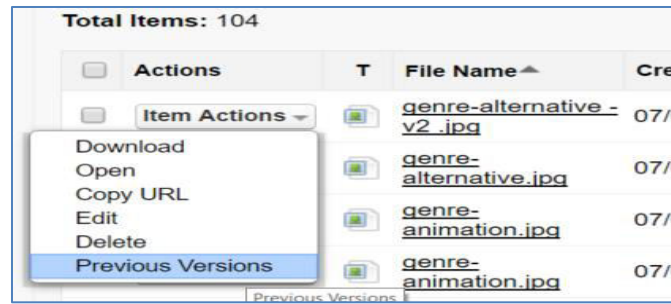 Total Items: 104
Actions T File Name Cre
Item Actions genre-alternative - 07/
v2 .jpg
Download
Open genre- 07/
alternative.jpg
Copy URL
Edit genre- 07/
animation.jpg
Delete
Previous Versions genre- 07/
animation.jpg
Previous Versions